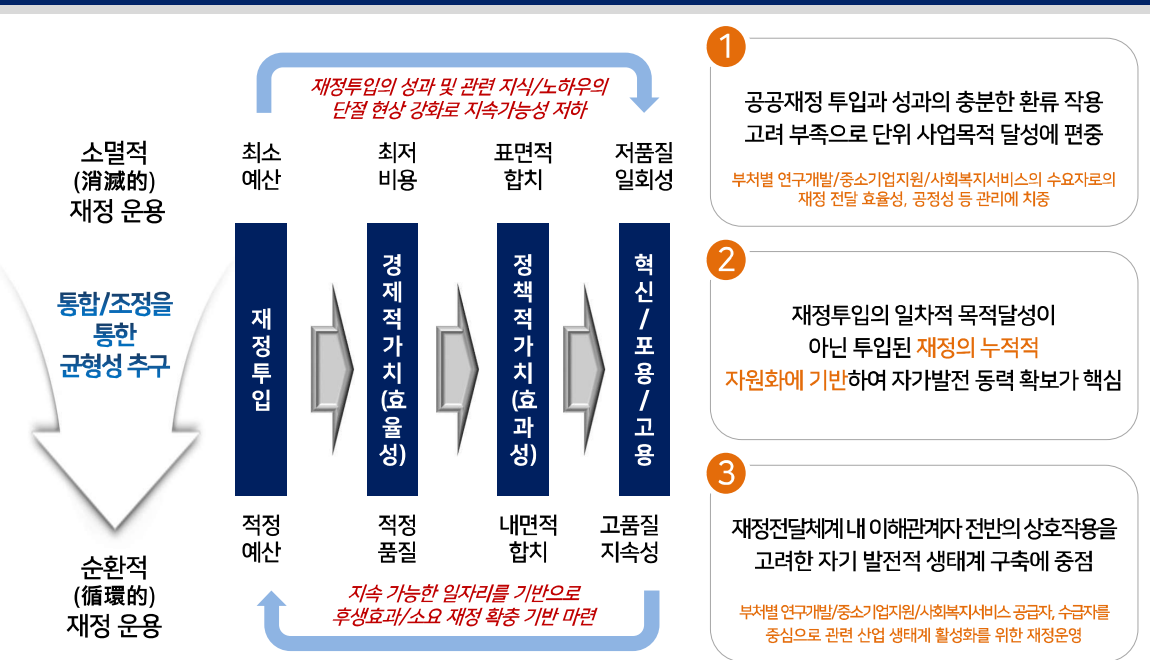 재정투입의 성과 및 관련 지식/노하우의
단절 현상 강화로 지속가능성 저하
소멸적
(消滅的)
재정 운용
최소
예산
최저
비용
표면적
합치
저품질
일회성
통합/조정을
통한
균형성 추구
재정투입
경제적가치(효율성)
정책적가치(효과성)
혁신/포용/고용
적정
예산
적정
품질
내면적
합치
고품질
지속성
순환적
(循環的)
재정 운용
지속 가능한 일자리를 기반으로
후생효과/소요 재정 확충 기반 마련
1
공공재정 투입과 성과의 충분한 환류 작용
고려 부족으로 단위 사업목적 달성에 편중
부처별 연구개발/중소기업지원/사회복지서비스의 수요자로의
재정 전달 효율성, 공정성 등 관리에 치중
2
재정투입의 일차적 목적달성이
아닌 투입된 재정의 누적적
자원화에 기반하여 자가발전 동력 확보가 핵심
3
재정전달체계 내 이해관계자 전반의 상호작용을
고려한 자기 발전적 생태계 구축에 중점
부처별 연구개발/중소기업지원/사회복지서비스 공급자, 수급자를
중심으로 관련 산업 생태계 활성화를 위한 재정운영